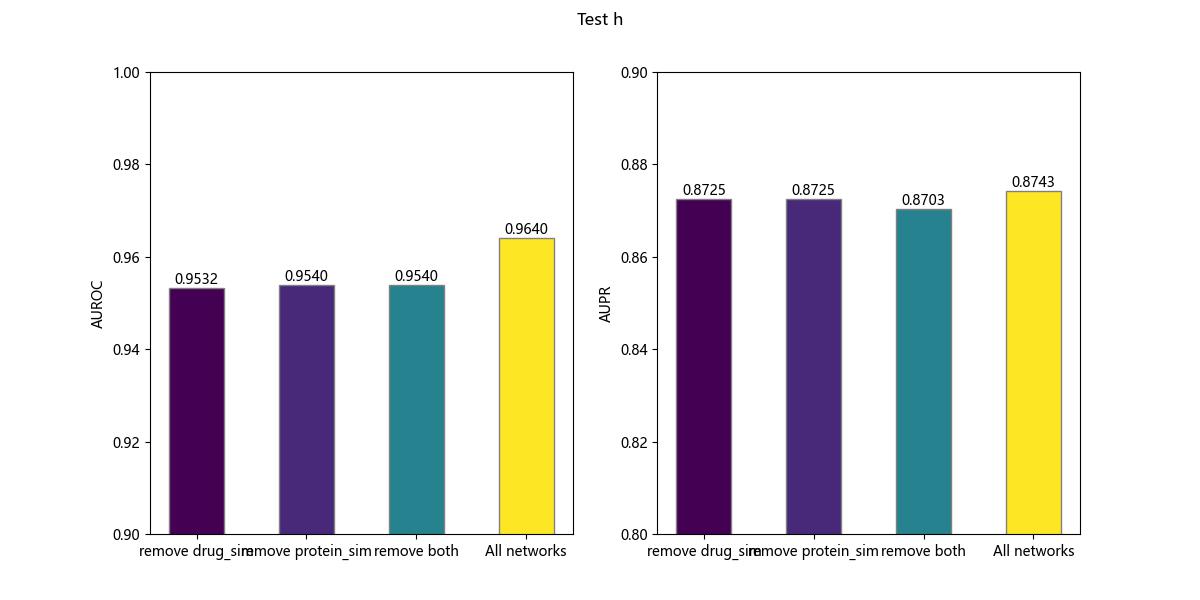 Test h
AUROC
1.00
0.98
0.96
0.94
0.92
0.90
0.9532
0.9540
0.9540
0.9640
remove drug_sim
remove protein_sim
remove both
All networks
AUPR
0.90
0.88
0.86
0.84
0.82
0.80
0.8725
0.8725
0.8703
0.8743
remove drug_sim
remove protein_sim
remove both
All networks